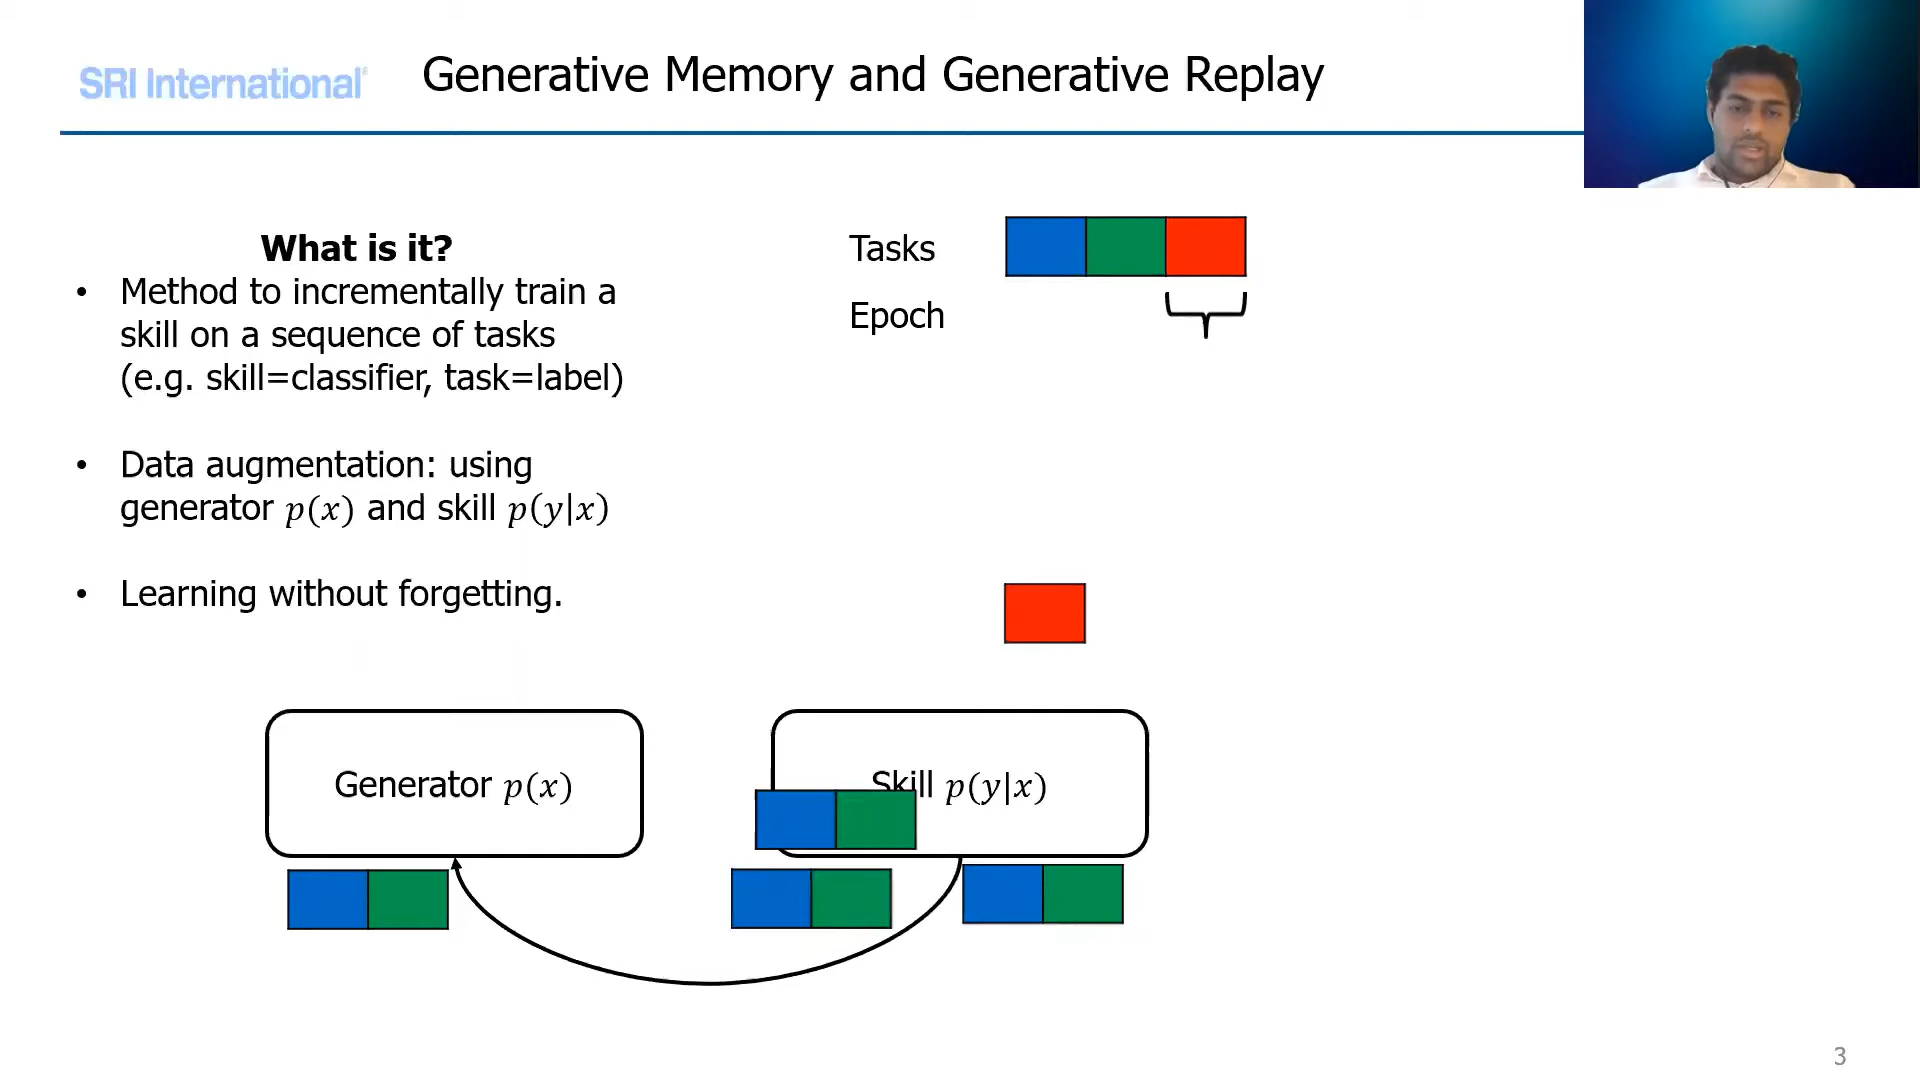 SRI International®
Generative Memory and Generative Replay
What is it?
• Method to incrementally train a
skill on a sequence of tasks
(e.g. skill=classifier, task=label)
• Data augmentation: using
generator p(x) and skill p(y|x)
• Learning without forgetting.
Tasks
Epoch
Generator p(x)
Skill p(y|x)
3